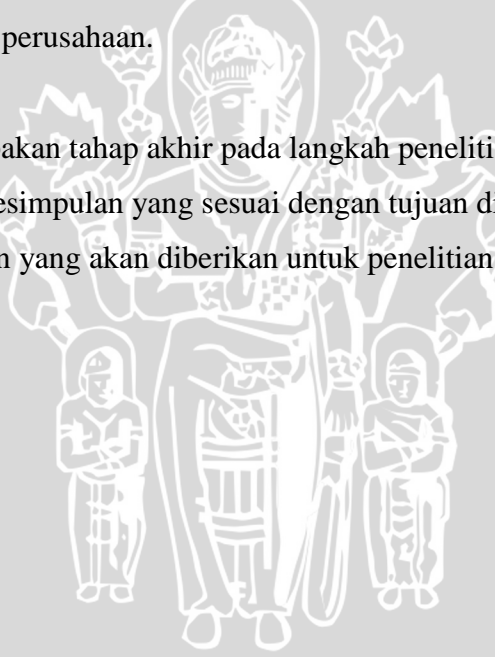 perusahaan.
akan tahap akhir pada langkah peneliti
esimpulan yang sesuai dengan tujuan di
n yang akan diberikan untuk penelitian